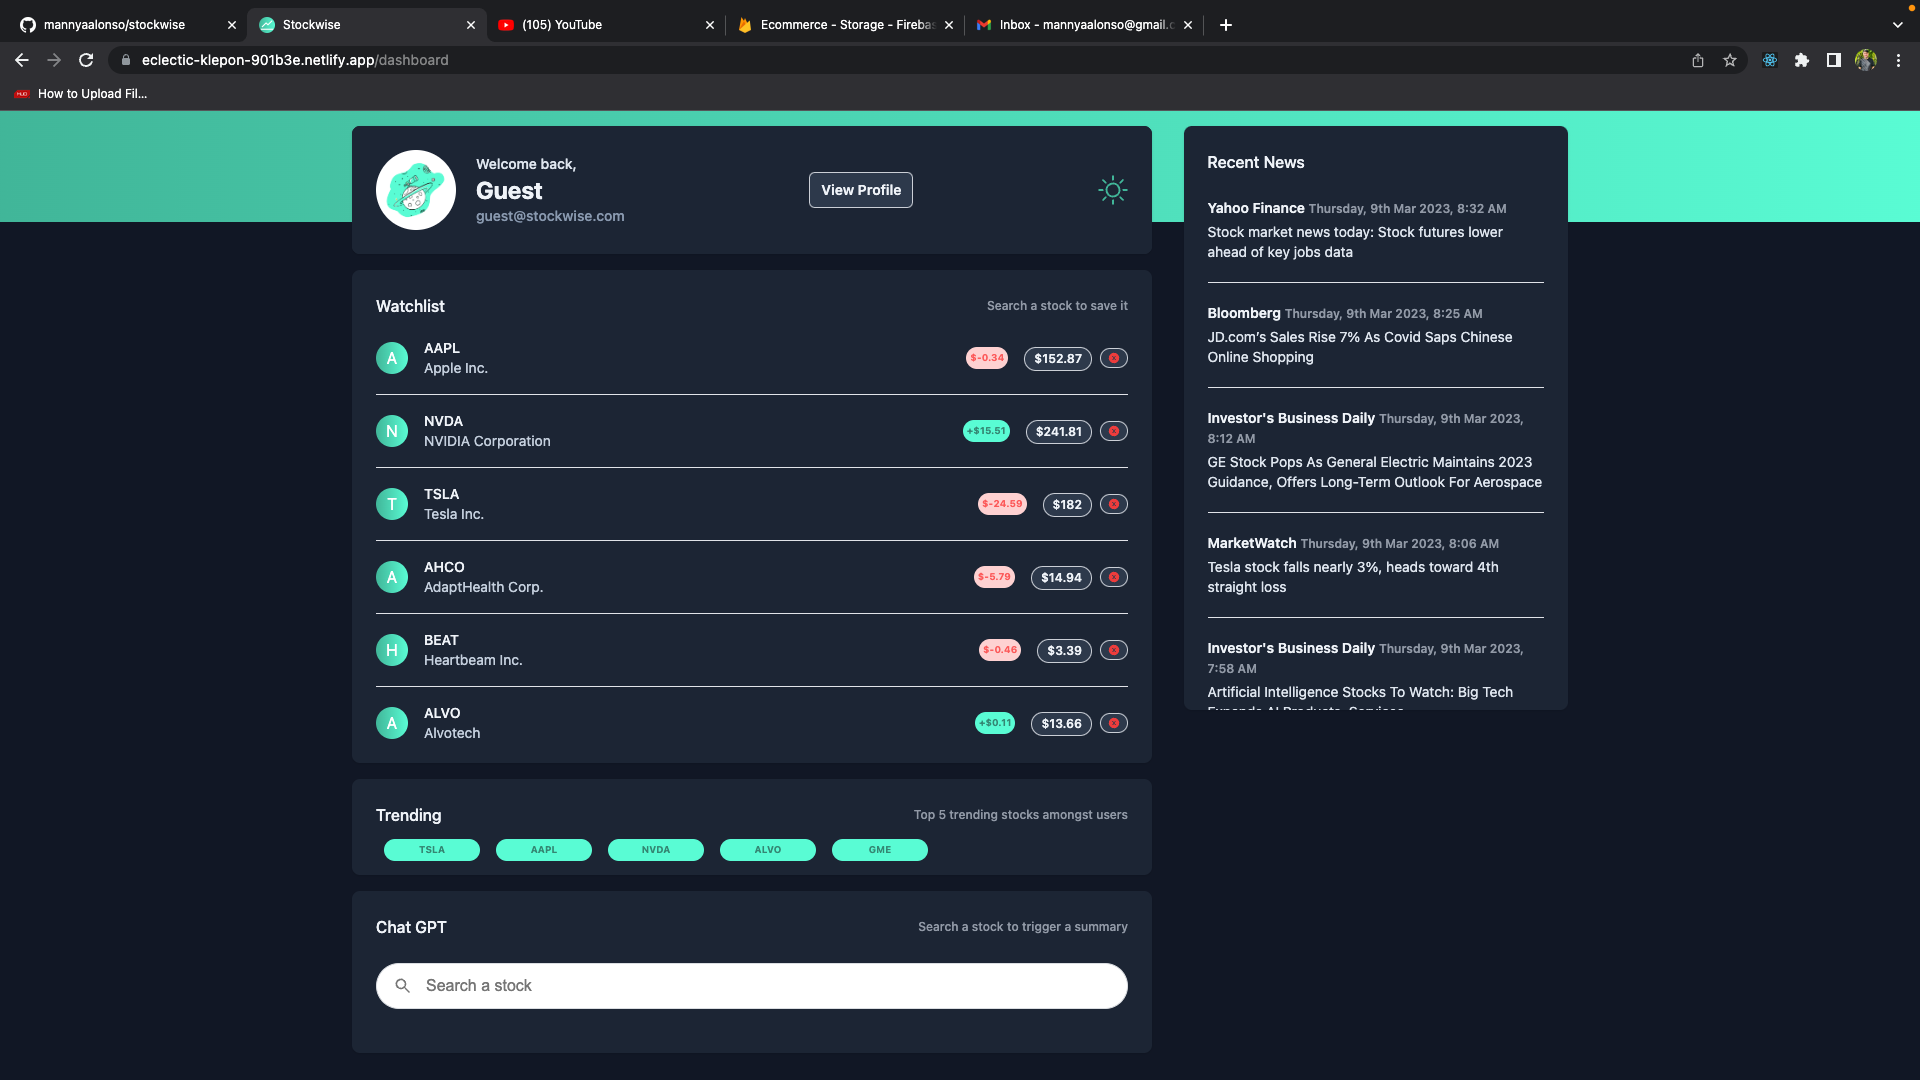 mannyaalonso/stockwise
Stockwise
(105) YouTube
Ecommerce - Storage - Fireba
Inbox - mannyaalonso@gmail.c
eclectic-klepon-901b3e.netlify.app/dashboard
How to Upload Fil...
Welcome back,
Guest
guest@stockwise.com
View Profile
Watchlist
Search a stock to save it
A
AAPL
Apple Inc.
$-0.34
$152.87
N
NVDA
NVIDIA Corporation
+$15.51
$241.81
T
TSLA
Tesla Inc.
$-24.59
$182
A
AHCO
AdaptHealth Corp.
$-5.79
$14.94
H
BEAT
Heartbeam Inc.
$-0.46
$3.39
A
ALVO
Alvotech
+$0.11
$13.66
Trending
Top 5 trending stocks amongst users
TSLA
AAPL
NVDA
ALVO
GME
Chat GPT
Search a stock to trigger a summary
Search a stock
Recent News
Yahoo Finance Thursday, 9th Mar 2023, 8:32 AM
Stock market news today: Stock futures lower
ahead of key jobs data
Bloomberg Thursday, 9th Mar 2023, 8:25 AM
JD.com's Sales Rise 7% As Covid Saps Chinese
Online Shopping
Investor's Business Daily Thursday, 9th Mar 2023,
8:12 AM
GE Stock Pops As General Electric Maintains 2023
Guidance, Offers Long-Term Outlook For Aerospace
MarketWatch Thursday, 9th Mar 2023, 8:06 AM
Tesla stock falls nearly 3%, heads toward 4th
straight loss
Investor's Business Daily Thursday, 9th Mar 2023,
7:58 AM
Artificial Intelligence Stocks To Watch: Big Tech
Expands AI Products, Services